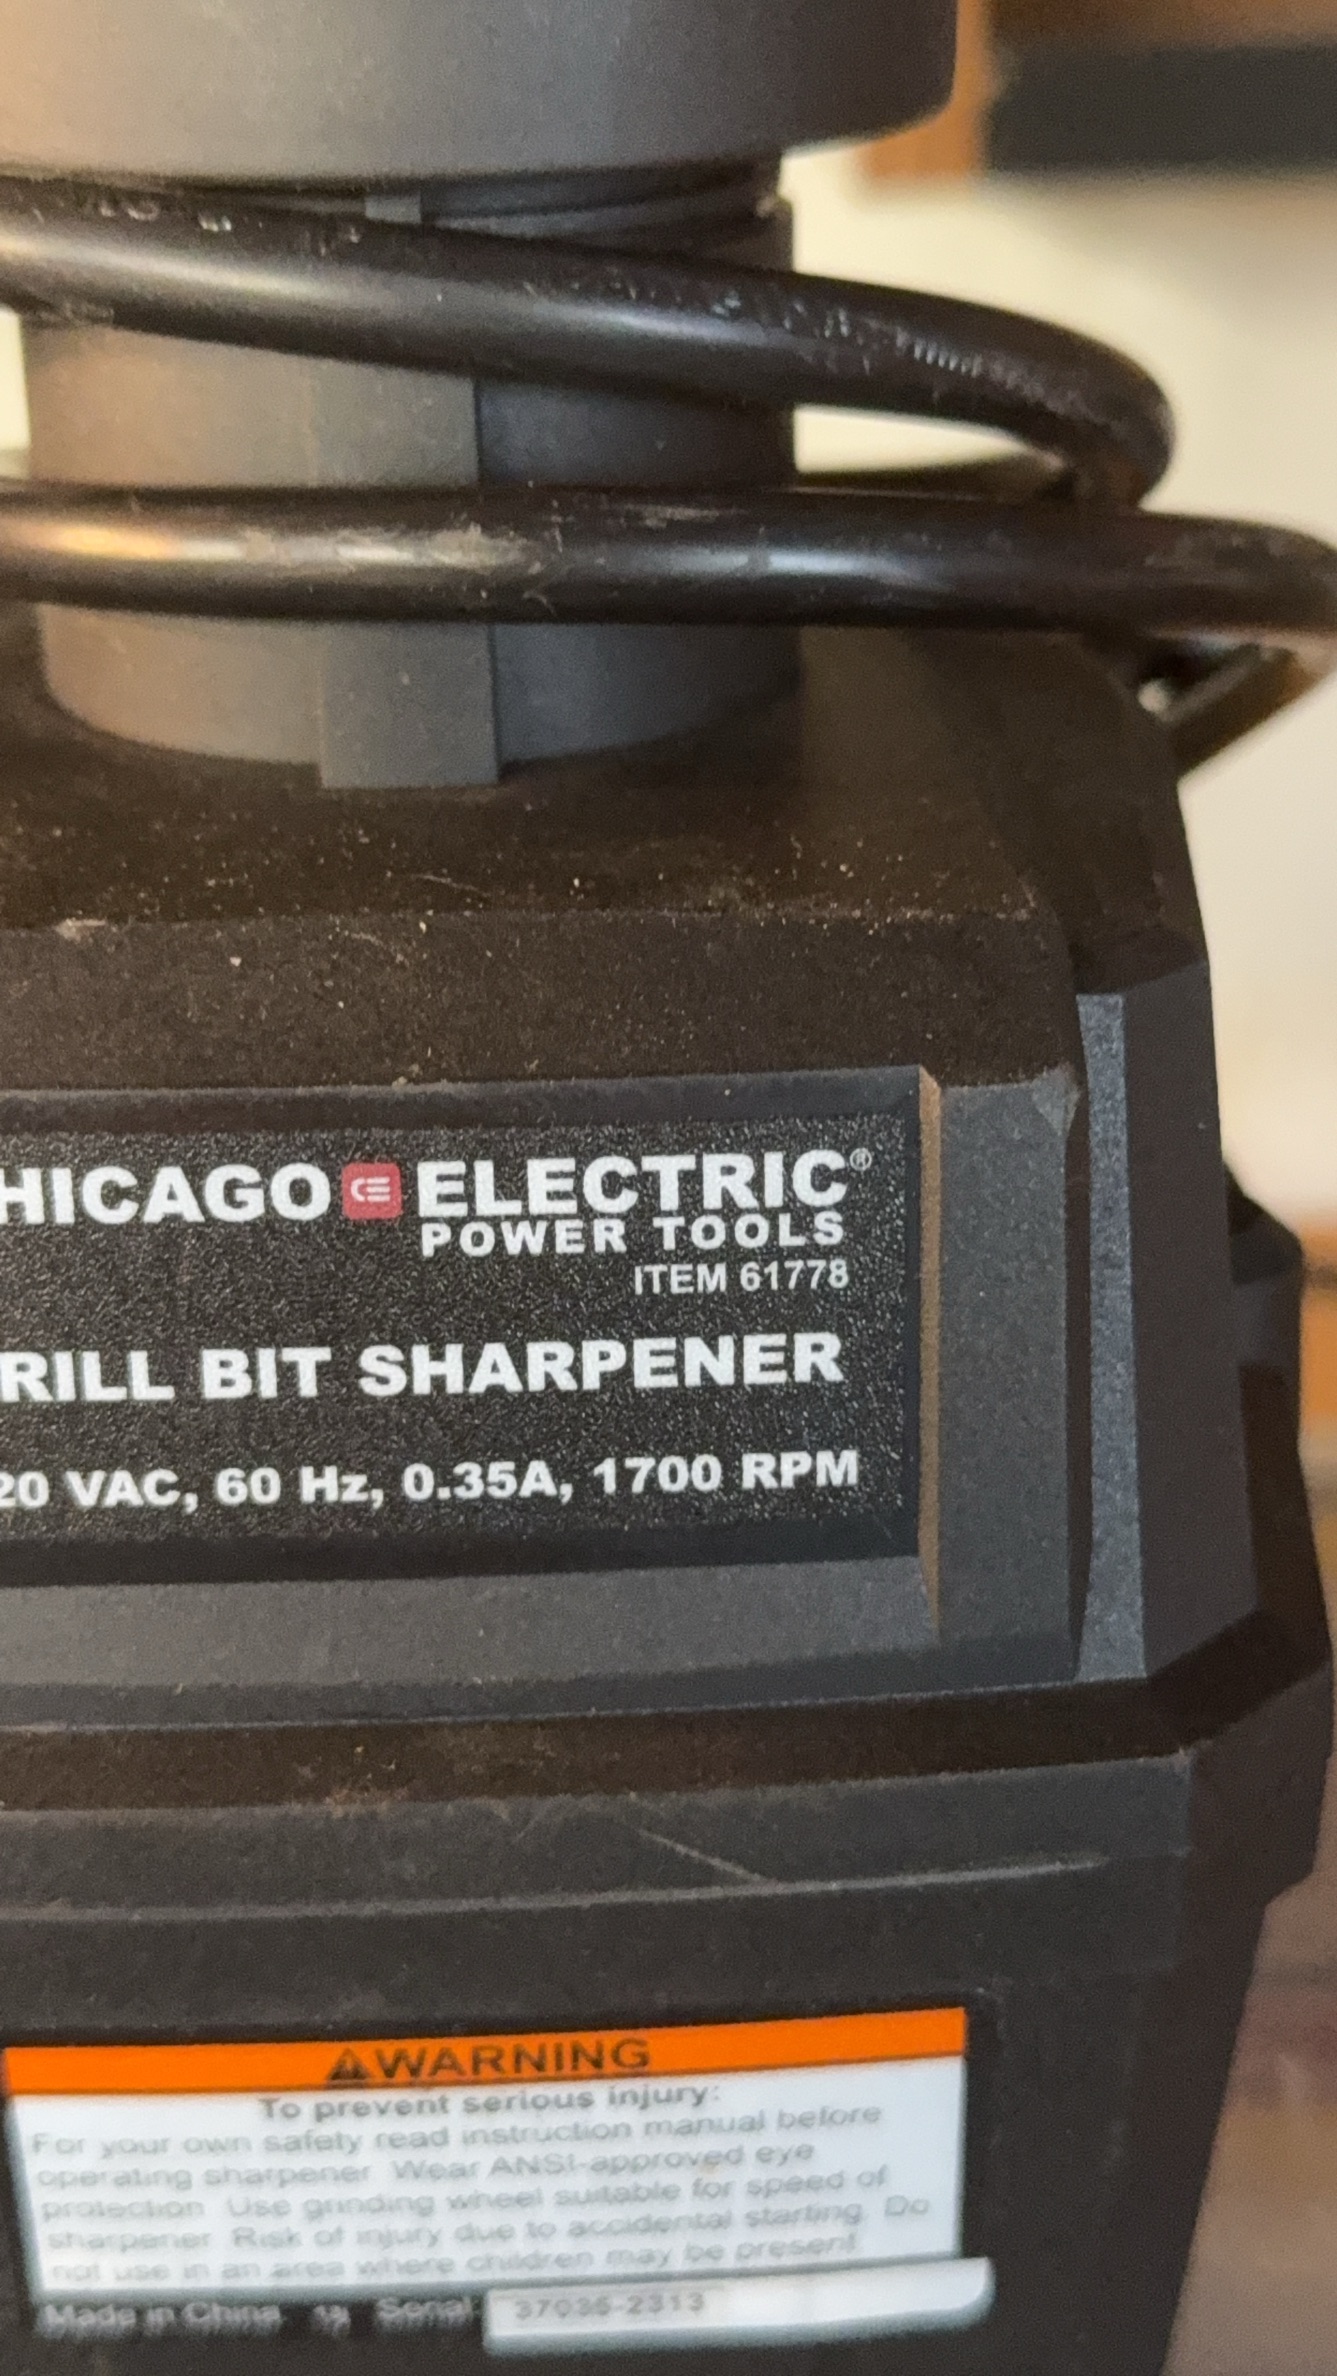 HICAGO CE ELECTRIC®
POWER TOOLS
ITEM 61778
RILL BIT SHARPENER
20 VAC, 60 Hz, 0.35A, 1700 RPM
WARNING
To prevent serious injury:
For your own safety read instruction manual before
operating sharpener. Wear ANSI-approved eye
protection. Use grinding wheel suitable for speed of
sharpener. Risk of injury due to accidental starting. Do
not use in an area where children may be present.
Made in China. Serial: 37035-2313